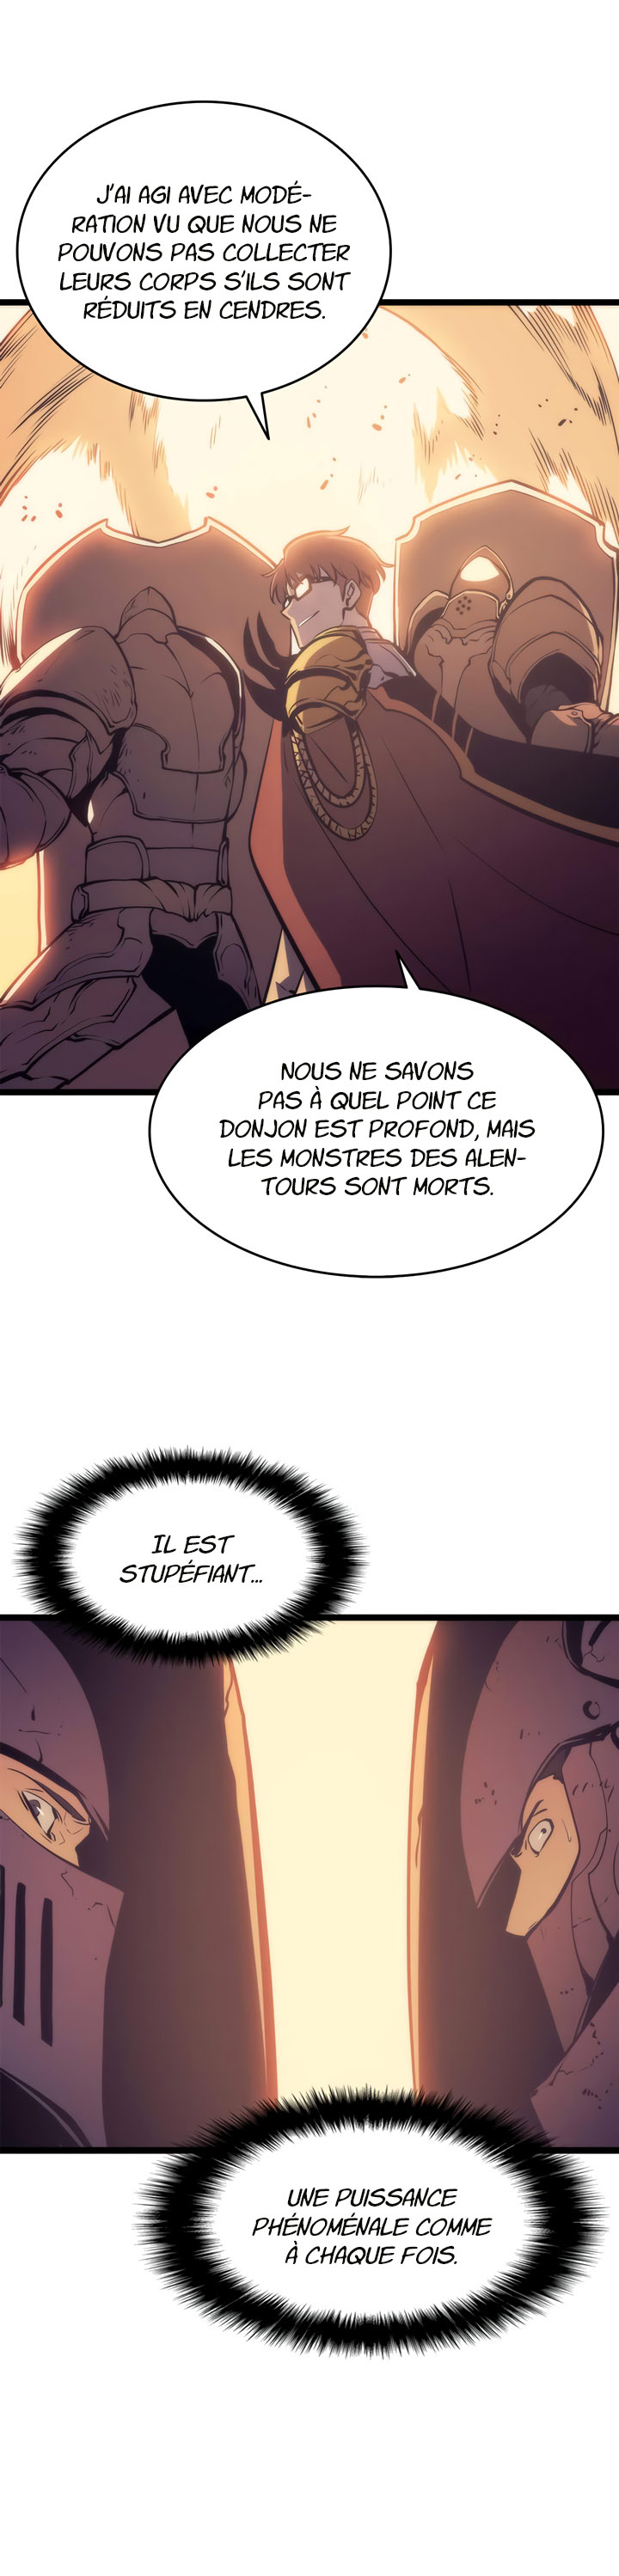 J'AI AGI AVEC MODÉ-
RATION VU QUE NOUS NE
POUVONS PAS COLLECTER
LEURS CORPS S'ILS SONT
RÉDUITS EN CENDRES.
NOUS NE SAVONS
PAS À QUEL POINT CE
DONJON EST PROFOND, MAIS
LES MONSTRES DES ALEN-
TOURS SONT MORTS.
IL EST
STUPÉFIANT...
UNE PUISSANCE
PHÉNOMÉNALE COMME
À CHAQUE FOIS.